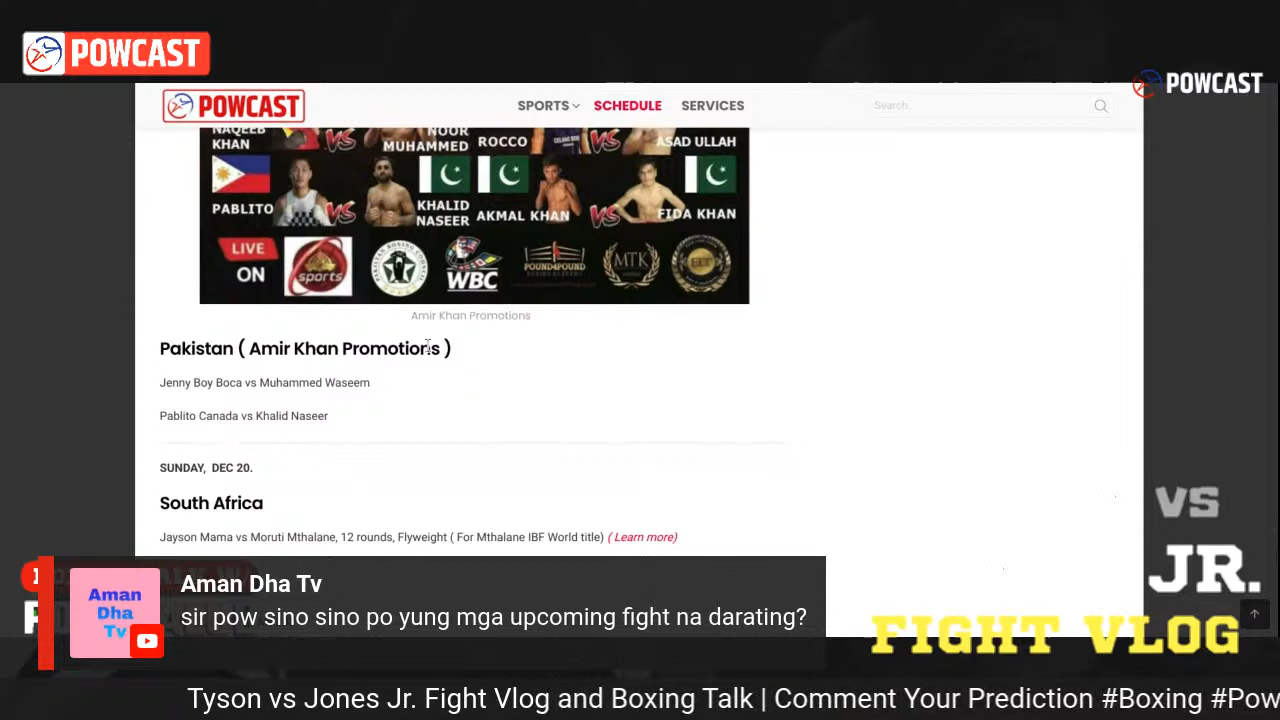 POWCAST
POWCAST
POWCAST
SPORTS SCHEDULE SERVICES
Search..
NAQEEB KHAN
VS
NOOR MUHAMMED
ROCCO
VS
ASAD ULLAH
PABLITO
VS
KHALID NASEER
AKMAL KHAN
VS
FIDA KHAN
LIVE ON
sports
WBC
POUND4POUND
MTK
Amir Khan Promotions
Pakistan ( Amir Khan Promotions )
Jenny Boy Boca vs Muhammed Waseem
Pablito Canada vs Khalid Naseer
SUNDAY, DEC 20.
South Africa
Jayson Mama vs Moruti Mthalane, 12 rounds, Flyweight ( For Mthalane IBF World title) ( Learn more)
VS
JR.
FIGHT VLOG
Aman Dha Tv
Aman Dha Tv
sir pow sino sino po yung mga upcoming fight na darating?
Tyson vs Jones Jr. Fight Vlog and Boxing Talk | Comment Your Prediction #Boxing #Pow